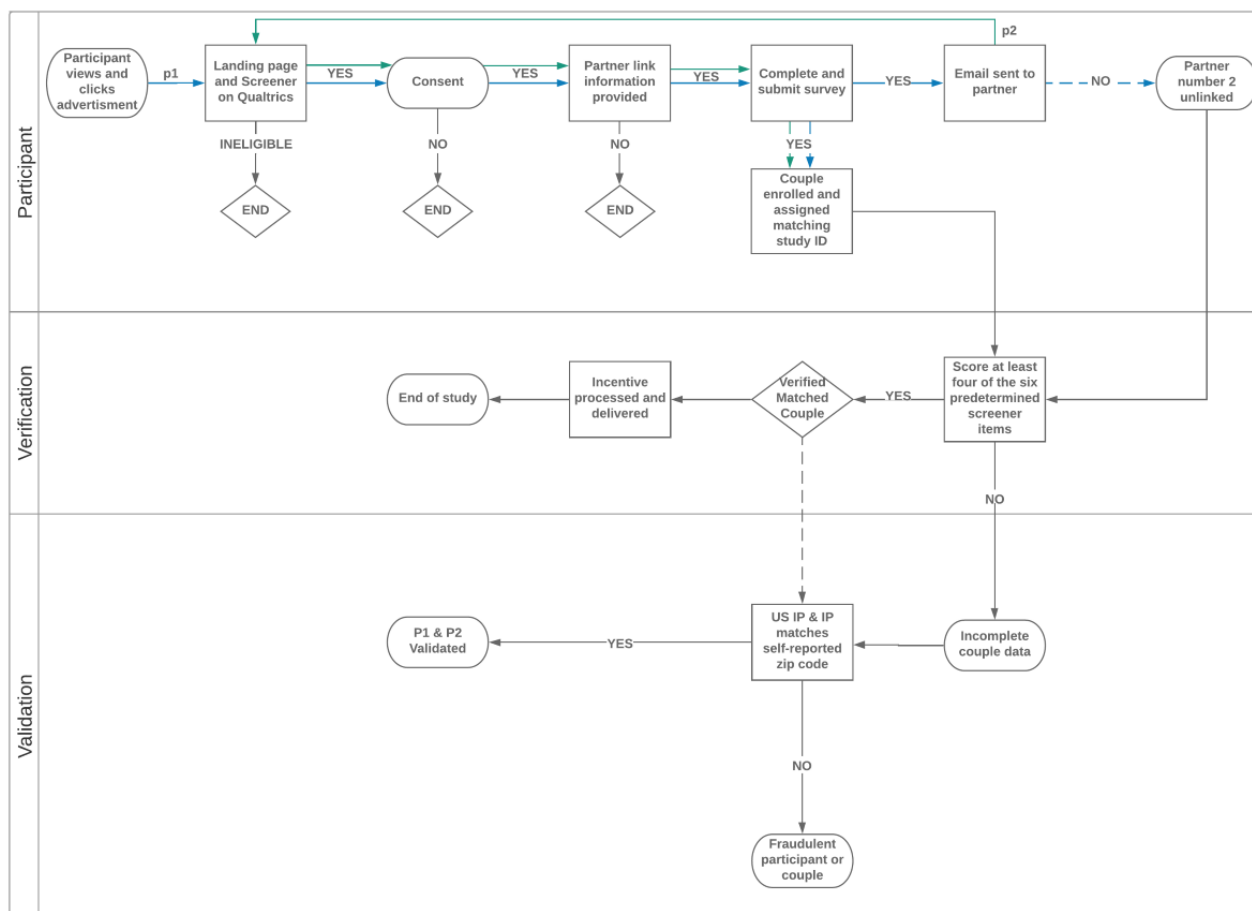 p2
Participant
views and
clicks
advertisment
p1
Landing page
and Screener
on Qualtrics
YES
Consent
YES
Partner link
information
provided
YES
Complete and
submit survey
YES
Email sent to
partner
NO
Partner
number 2
unlinked
INELIGIBLE
NO
NO
YES
END
END
END
Couple
enrolled and
assigned
matching
study ID
Participant
End of study
Incentive
processed and
delivered
Verified
Matched
Couple
YES
Score at least
four of the six
predetermined
screener
items
Verification
NO
P1 & P2
Validated
YES
US IP & IP
matches
self-reported
zip code
Incomplete
couple data
Validation
NO
Fraudulent
participant or
couple